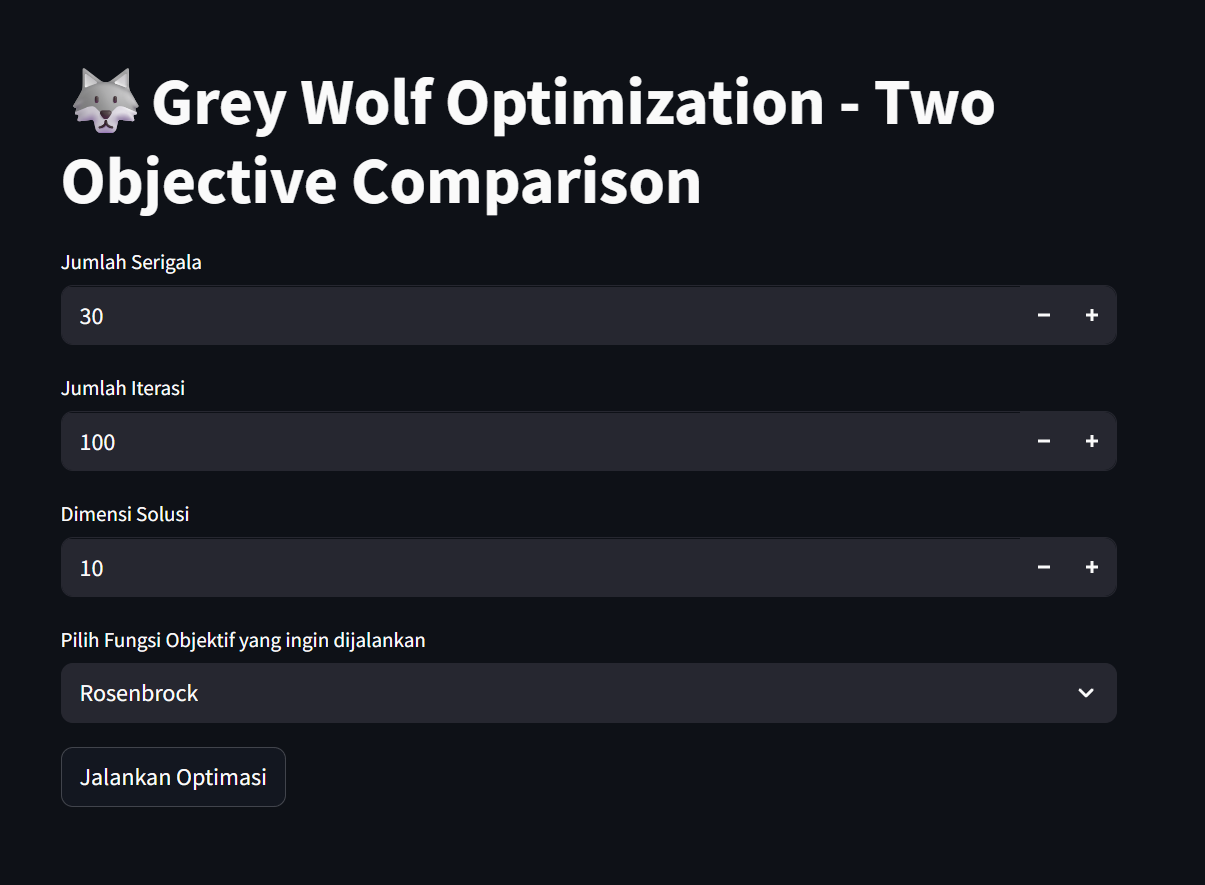 🐺 Grey Wolf Optimization - Two
Objective Comparison
Jumlah Serigala
30
Jumlah Iterasi
100
Dimensi Solusi
10
Pilih Fungsi Objektif yang ingin dijalankan
Rosenbrock
Jalankan Optimasi